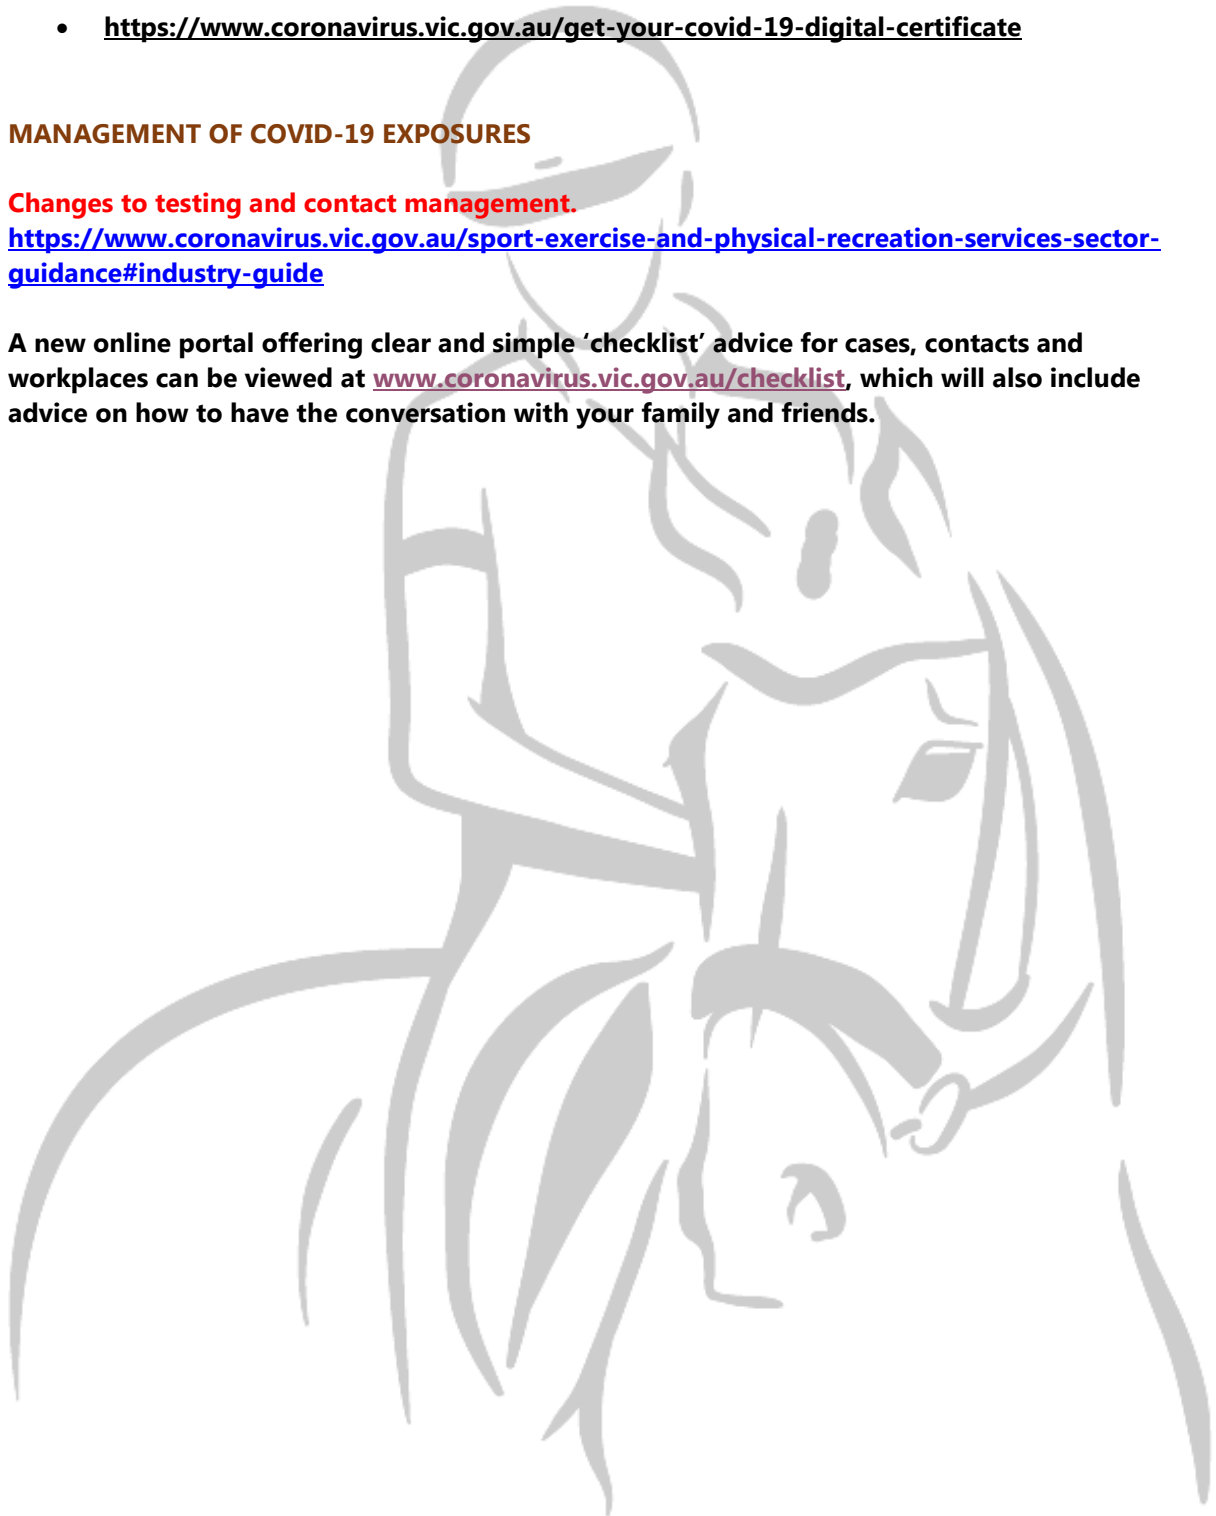 • https://www.coronavirus.vic.gov.au/get-your-covid-19-digital-certificate
MANAGEMENT OF COVID-19 EXPOSURES
Changes to testing and contact management.
https://www.coronavirus.vic.gov.au/sport-exercise-and-physical-recreation-services-sector-
guidance#industry-guide
A new online portal offering clear and simple ‘checklist’ advice for cases, contacts and
workplaces can be viewed at www.coronavirus.vic.gov.au/checklist, which will also include
advice on how to have the conversation with your family and friends.